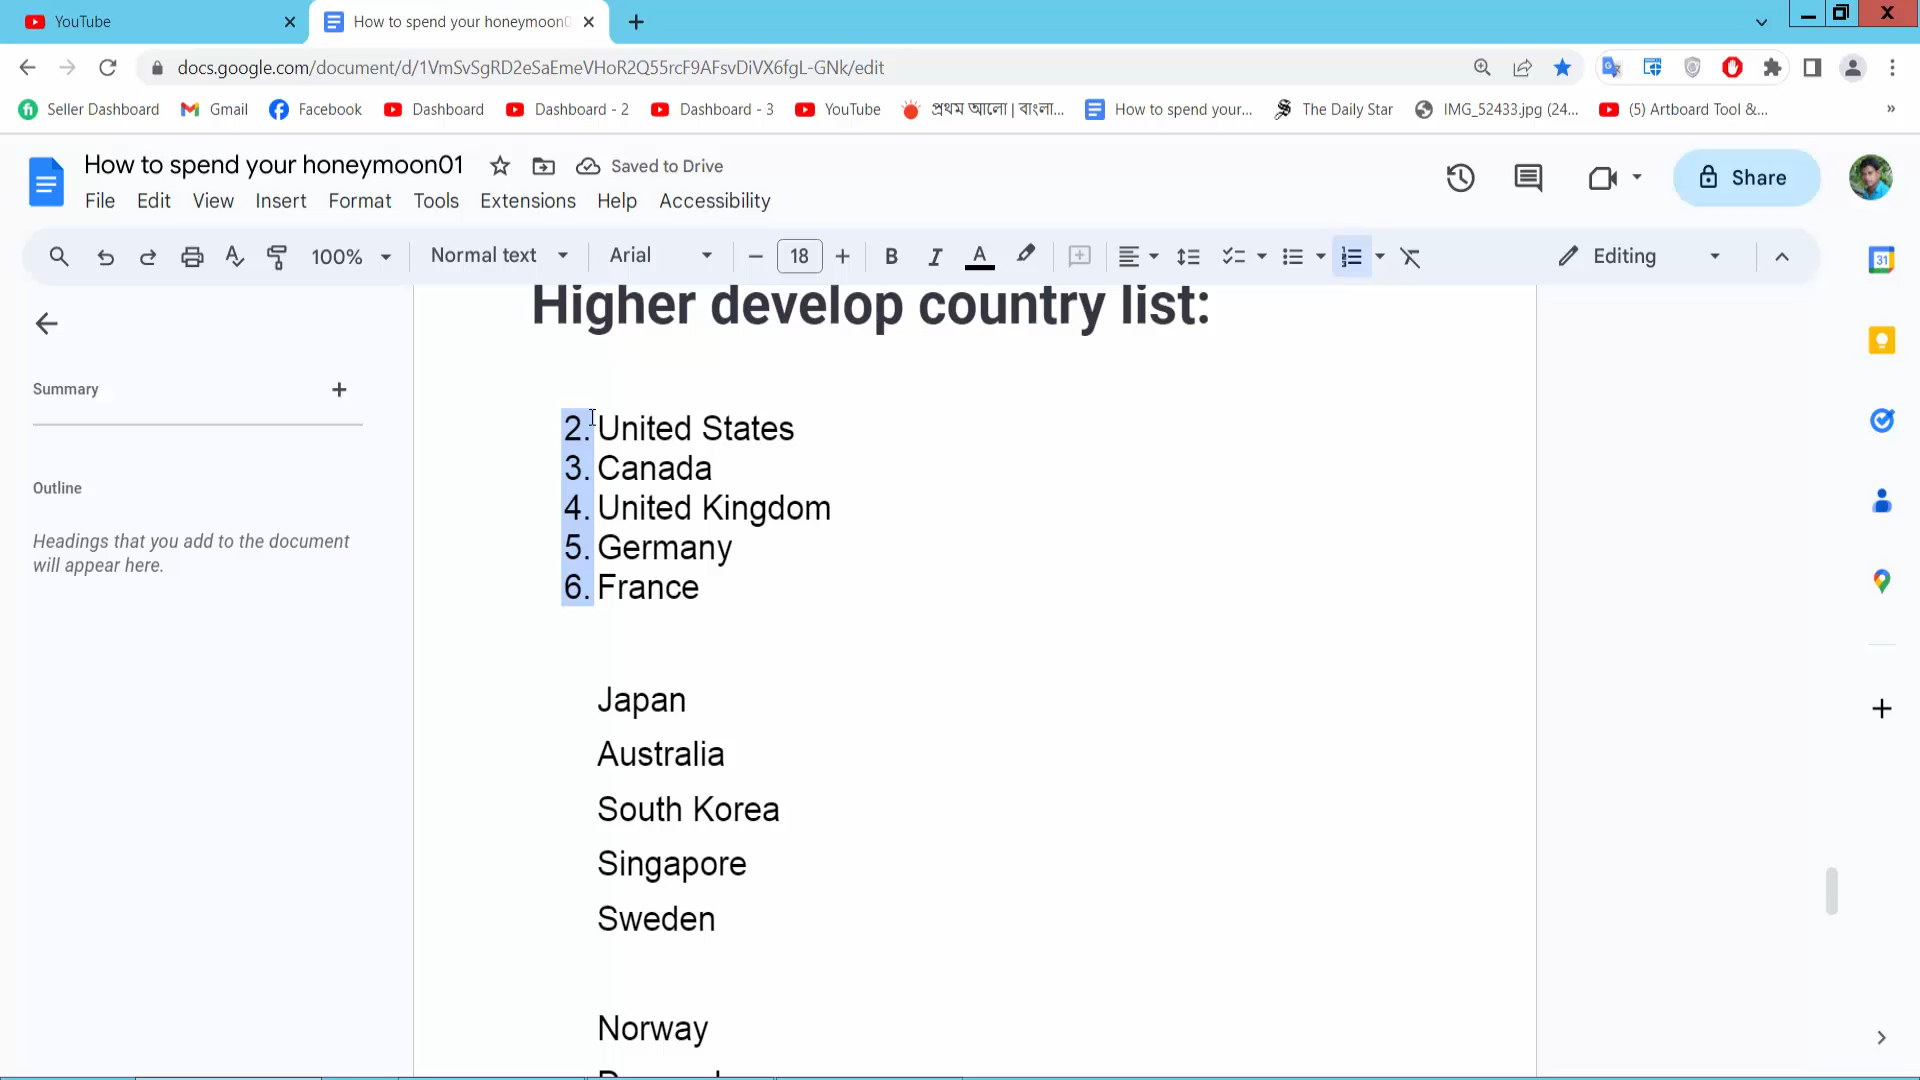 YouTube
How to spend your honeymoon0
docs.google.com/document/d/1VmSvSgRD2eSaEmeVHoR2Q55rcF9AFsvDiVX6fgL-GNk/edit
Seller Dashboard
Gmail
Facebook
Dashboard
Dashboard - 2
Dashboard - 3
YouTube
প্রথম আলো | বাংলা...
How to spend your...
The Daily Star
IMG_52433.jpg (24...
(5) Artboard Tool &...
»
How to spend your honeymoon01
Saved to Drive
Share
File Edit View Insert Format Tools Extensions Help Accessibility
100%
Normal text
Arial
18
B
I
A
Editing
31
Higher develop country list:
Summary
Outline
Headings that you add to the document
will appear here.
2. United States
3. Canada
4. United Kingdom
5. Germany
6. France
Japan
Australia
South Korea
Singapore
Sweden
Norway